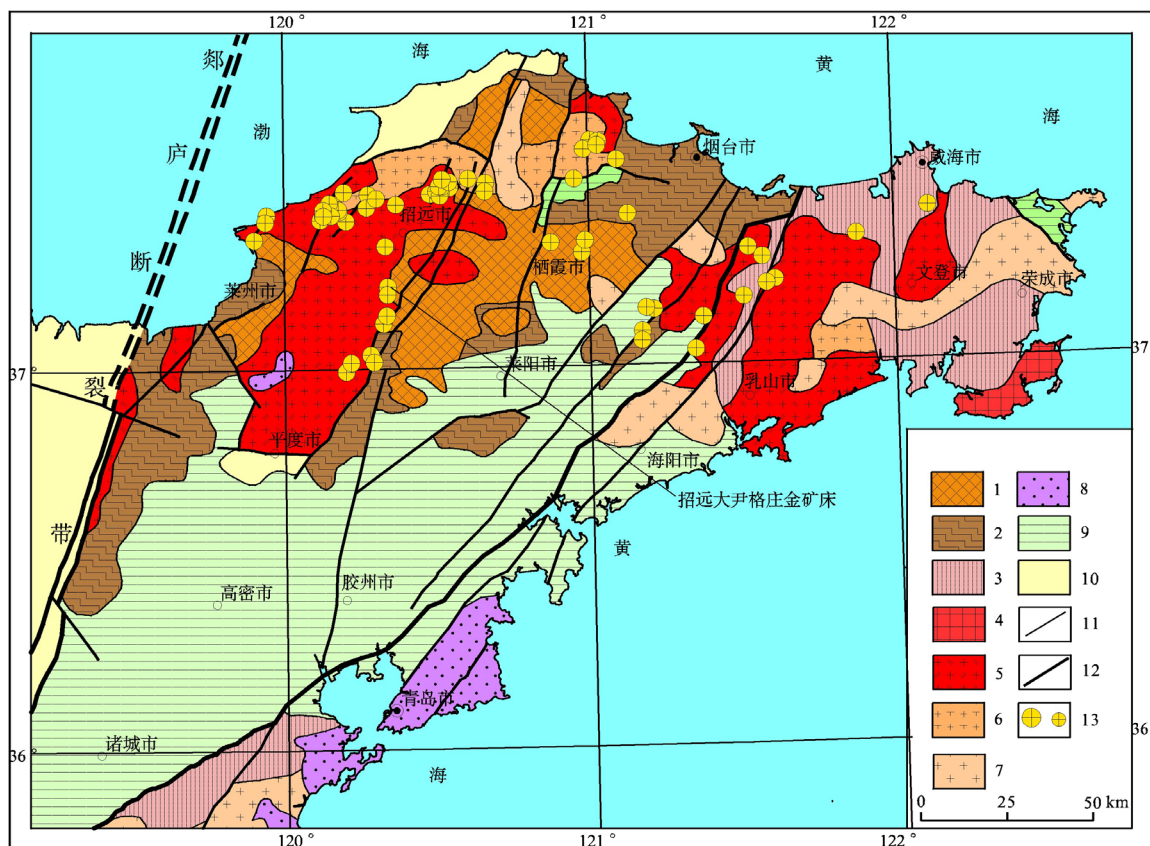 120 °
121 °
122 °
郯
海
黄
庐
渤
海
烟台市
威海市
断
招远市
莱州市
栖霞市
文登市
荣成市
37 °
37
裂
莱阳市
乳山市
平度市
海阳市
招远大尹格庄金矿床
带
黄
高密市
胶州市
青岛市
诸城市
36 °
36
海
1
8
2
9
3
10
4
11
5
12
6
13
7
0
25
50 km
120 °
121 °
122 °